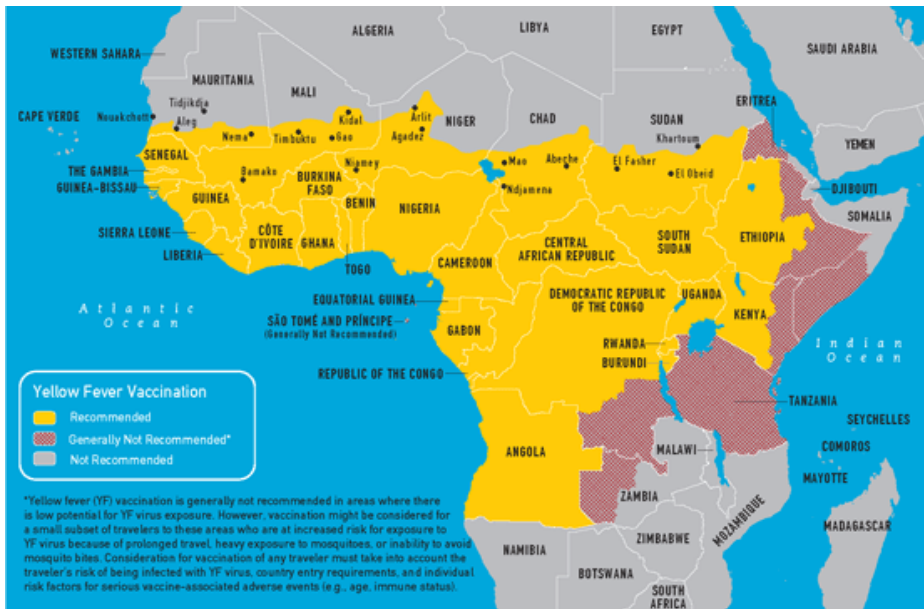 ALGERIA
LIBYA
EGYPT
SAUDI ARABIA
WESTERN SAHARA
MAURITANIA
MALI
NIGER
CHAD
SUDAN
ERITREA
YEMEN
CAPE VERDE
Nouakchott
Tidjikdja
Aleg
Nema
Timbuktu
Kidal
Gao
Arlit
Agadez
Khartoum
SENEGAL
Bamako
Niamey
Mao
Abeche
El Fasher
El Obeid
Ndjamena
THE GAMBIA
GUINEA-BISSAU
GUINEA
BURKINA
FASO
BENIN
NIGERIA
DJIBOUTI
SOMALIA
SIERRA LEONE
LIBERIA
CÔTE
D'IVOIRE
GHANA
TOGO
CAMEROON
CENTRAL
AFRICAN REPUBLIC
SOUTH
SUDAN
ETHIOPIA
Atlantic
Ocean
EQUATORIAL GUINEA
SÃO TOMÉ AND PRÍNCIPE
(Generally Not Recommended)
GABON
DEMOCRATIC REPUBLIC
OF THE CONGO
UGANDA
KENYA
RWANDA
BURUNDI
REPUBLIC OF THE CONGO
Indian
Ocean
TANZANIA
SEYCHELLES
COMOROS
MAYOTTE
ANGOLA
MALAWI
ZAMBIA
MOZAMBIQUE
MADAGASCAR
ZIMBABWE
NAMIBIA
BOTSWANA
SOUTH
AFRICA
Yellow Fever Vaccination
Recommended
Generally Not Recommended*
Not Recommended
*Yellow fever (YF) vaccination is generally not recommended in areas where there
is low potential for YF virus exposure. However, vaccination might be considered for
a small subset of travelers to these areas who are at increased risk for exposure to
YF virus because of prolonged travel, heavy exposure to mosquitoes, or inability to avoid
mosquito bites. Consideration for vaccination of any traveler must take into account the
traveler's risk of being infected with YF virus, country entry requirements, and individual
risk factors for serious vaccine-associated adverse events (e.g., age, immune status).